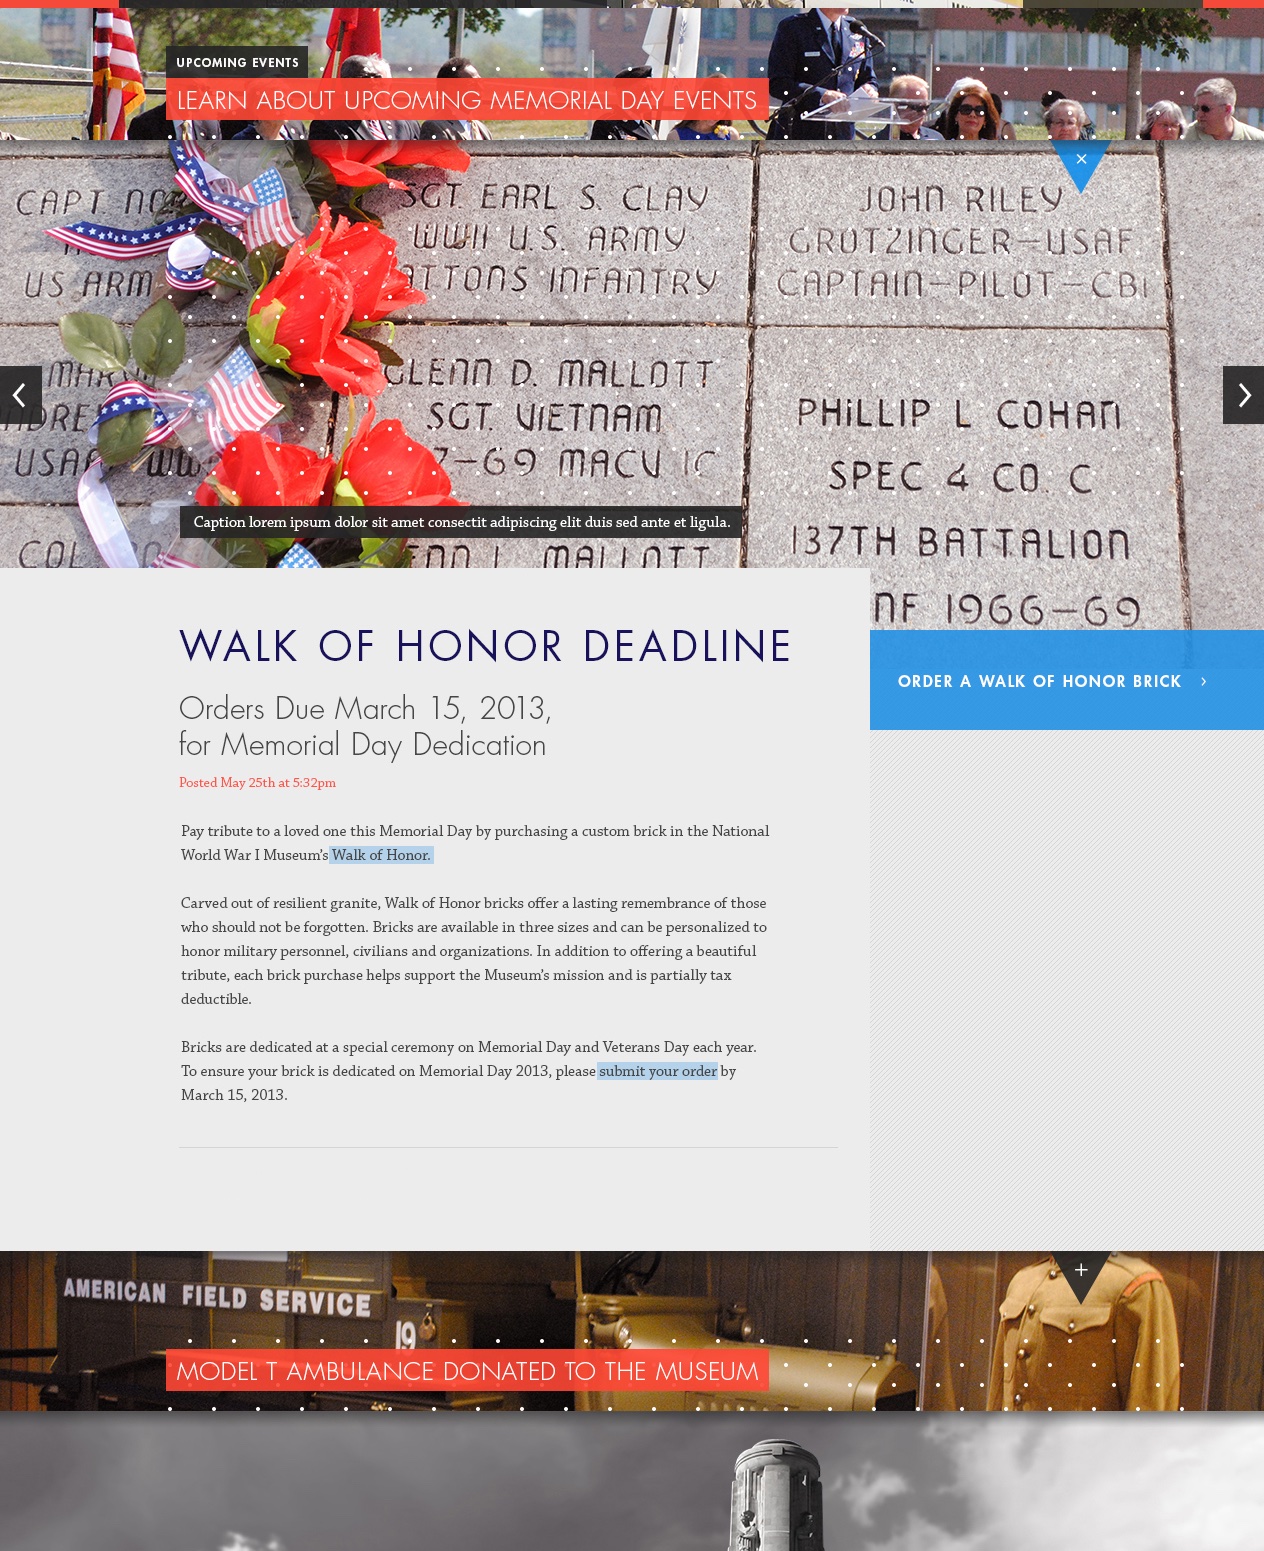 UPCOMING EVENTS
LEARN ABOUT UPCOMING MEMORIAL DAY EVENTS
CAPT
US ARM
SGT. EARL S. CLAY
WWII U.S. ARMY
ATTONS INFANTRY
JOHN RILEY
GROTZINGER-USAF
CAPTAIN-PILOT-CBI
MAR
NDRE
USAF WW
GLENN D. MALLOTT
SGT. VIETNAM
7-69 MACV IC
PHILLIP L COHAN
SPEC 4 CO. C
137TH BATTALION
INF 1966-69
COL
NN D. MALLOTT
Caption lorem ipsum dolor sit amet consectit adipiscing elit duis sed ante et ligula.
WALK OF HONOR DEADLINE
Orders Due March 15, 2013,
for Memorial Day Dedication
Posted May 25th at 5:32pm
ORDER A WALK OF HONOR BRICK
Pay tribute to a loved one this Memorial Day by purchasing a custom brick in the National
World War I Museum's Walk of Honor.
Carved out of resilient granite, Walk of Honor bricks offer a lasting remembrance of those
who should not be forgotten. Bricks are available in three sizes and can be personalized to
honor military personnel, civilians and organizations. In addition to offering a beautiful
tribute, each brick purchase helps support the Museum's mission and is partially tax
deductible.
Bricks are dedicated at a special ceremony on Memorial Day and Veterans Day each year.
To ensure your brick is dedicated on Memorial Day 2013, please submit your order by
March 15, 2013.
AMERICAN FIELD SERVICE
19
MODEL T AMBULANCE DONATED TO THE MUSEUM